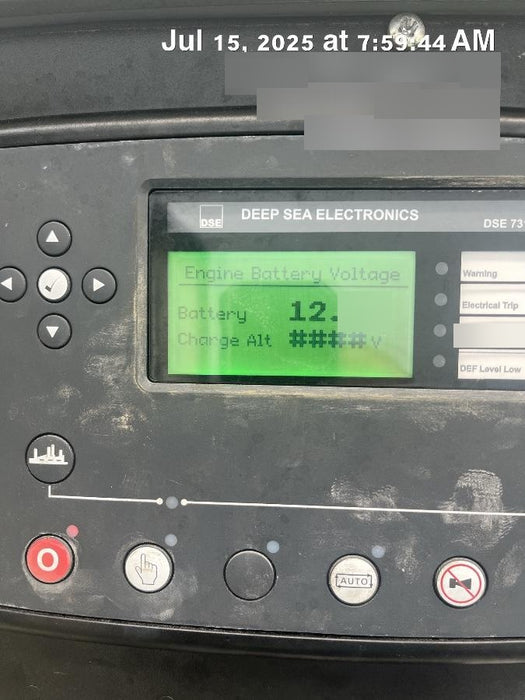 Jul 15, 2025 at 7:59:44 AM
DSE
DEEP SEA ELECTRONICS
DSE 73
Engine Battery Voltage
Battery 12.
Charge Alt #### V
Warning
Electrical Trip
DEF Level Low
O
AUTO